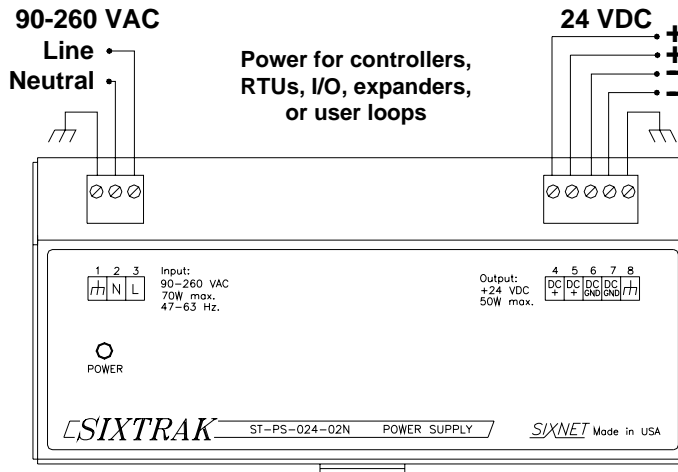 90-260 VAC
Line
Neutral
Power for controllers,
RTUs, I/O, expanders,
or user loops
24 VDC
+
+
−
−
1 2 3
N L
Input:
90-260 VAC
70W max.
47-63 Hz.
Output:
+24 VDC
50W max.
4 5 6 7 8
DC + DC + DC GND DC GND
POWER
SIXTRAK ST-PS-024-02N POWER SUPPLY SIXNET Made in USA